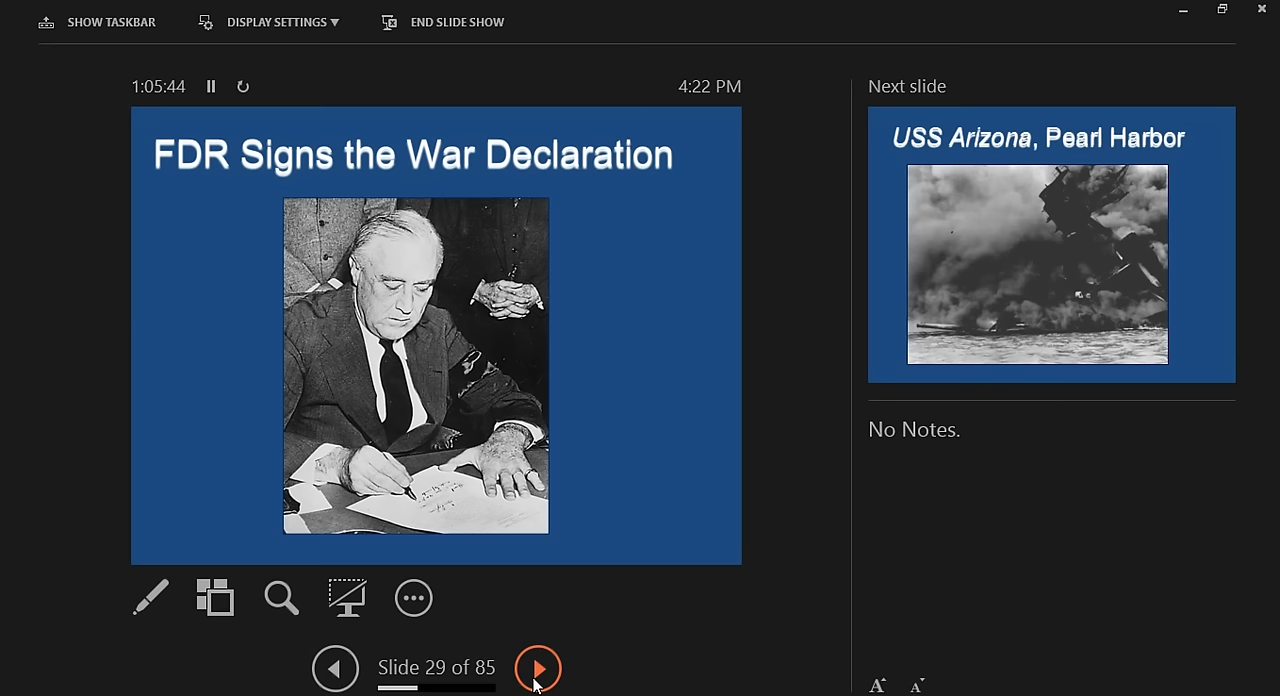 SHOW TASKBAR
DISPLAY SETTINGS
END SLIDE SHOW
1:05:44
4:22 PM
FDR Signs the War Declaration
Next slide
USS Arizona, Pearl Harbor
No Notes.
Slide 29 of 85
A A